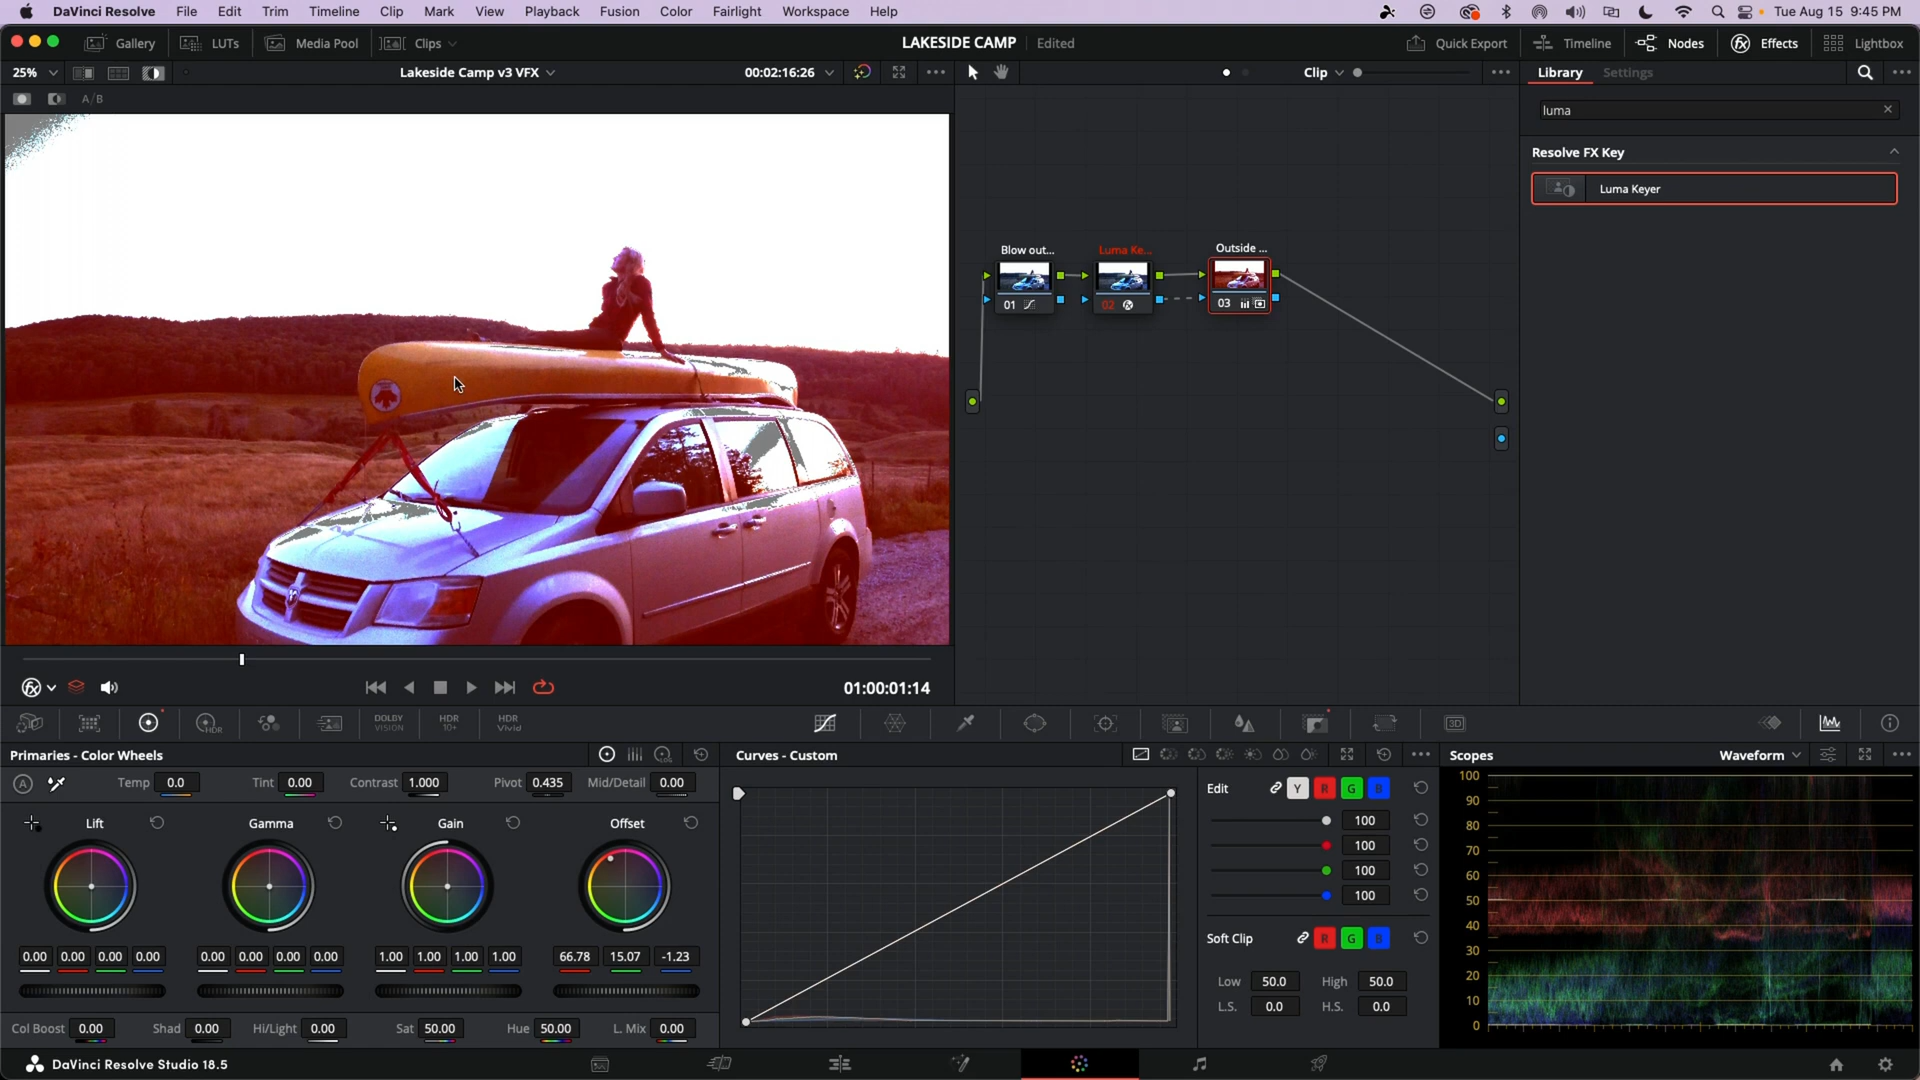 DaVinci Resolve File Edit Trim Timeline Clip Mark View Playback Fusion Color Fairlight Workspace Help Tue Aug 15 9:45 PM
Gallery LUTs Media Pool Clips LAKESIDE CAMP Edited Quick Export Timeline Nodes Effects Lightbox
25% Lakeside Camp v3 VFX 00:02:16:26 Clip Library Settings
A/B
luma
Resolve FX Key
Luma Keyer
Blow out... Luma Ke... Outside ...
01 02 03
01:00:01:14
HDR DOLBY VISION HDR 10+ HDR Vivid 3D
Primaries - Color Wheels Curves - Custom Scopes Waveform
A Temp 0.0 Tint 0.00 Contrast 1.000 Pivot 0.435 Mid/Detail 0.00
Edit Y R G B
Lift Gamma Gain Offset
100
100
100
100
Soft Clip R G B
0.00 0.00 0.00 0.00 0.00 0.00 0.00 0.00 1.00 1.00 1.00 1.00 66.78 15.07 -1.23
Low 50.0 High 50.0
L.S. 0.0 H.S. 0.0
Col Boost 0.00 Shad 0.00 Hi/Light 0.00 Sat 50.00 Hue 50.00 L. Mix 0.00
100
90
80
70
60
50
40
30
20
10
0
DaVinci Resolve Studio 18.5